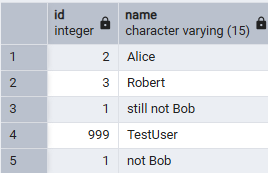 id name
integer character varying (15)
1 2 Alice
2 3 Robert
3 1 still not Bob
4 999 TestUser
5 1 not Bob